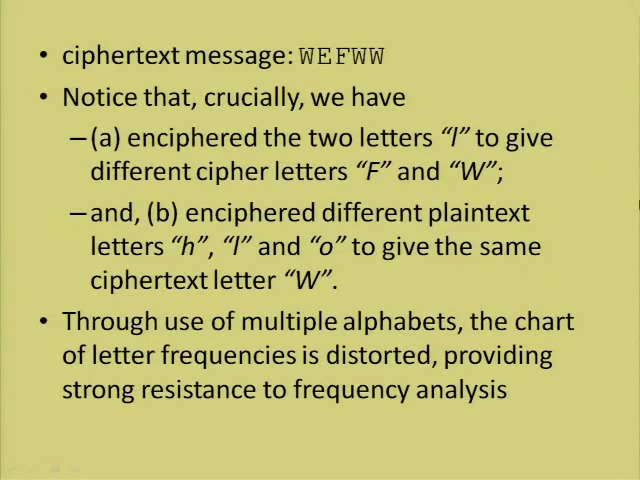 • ciphertext message: WEFWW
• Notice that, crucially, we have
–(a) enciphered the two letters “l” to give
different cipher letters “F” and “W”;
–and, (b) enciphered different plaintext
letters “h”, “l” and “o” to give the same
ciphertext letter “W”.
• Through use of multiple alphabets, the chart
of letter frequencies is distorted, providing
strong resistance to frequency analysis